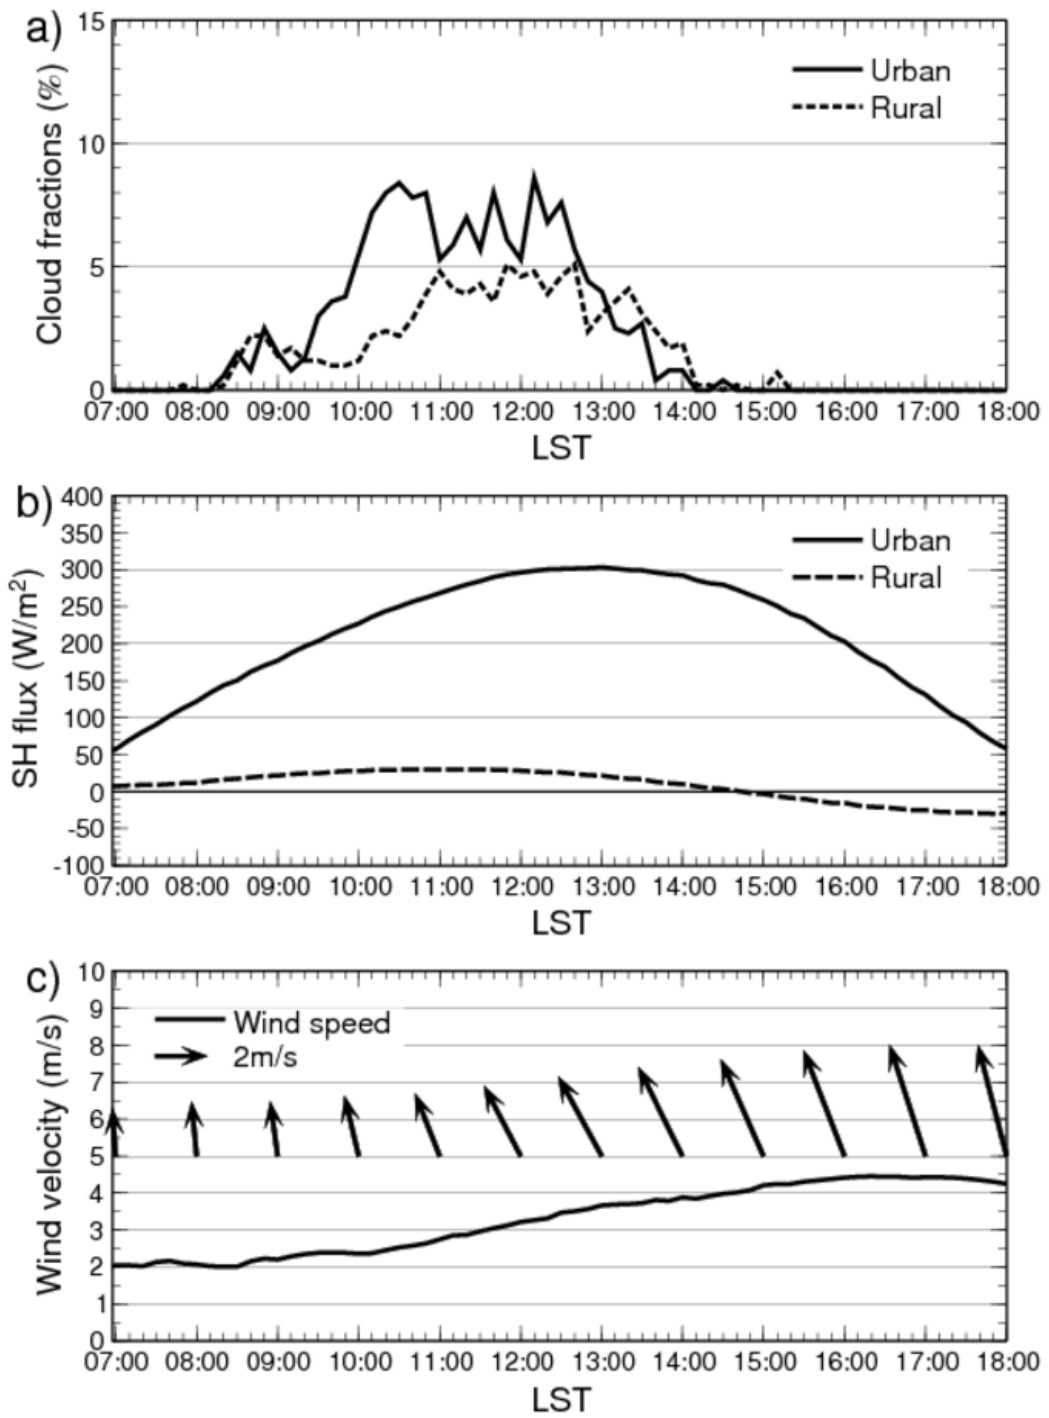 a)
Cloud fractions (%)
15
10
5
0
Urban
Rural
07:00 08:00 09:00 10:00 11:00 12:00 13:00 14:00 15:00 16:00 17:00 18:00
LST
b)
SH flux (W/m²)
400
350
300
250
200
150
100
50
0
-50
-100
Urban
Rural
07:00 08:00 09:00 10:00 11:00 12:00 13:00 14:00 15:00 16:00 17:00 18:00
LST
c)
Wind velocity (m/s)
10
9
8
7
6
5
4
3
2
1
0
Wind speed
2m/s
07:00 08:00 09:00 10:00 11:00 12:00 13:00 14:00 15:00 16:00 17:00 18:00
LST